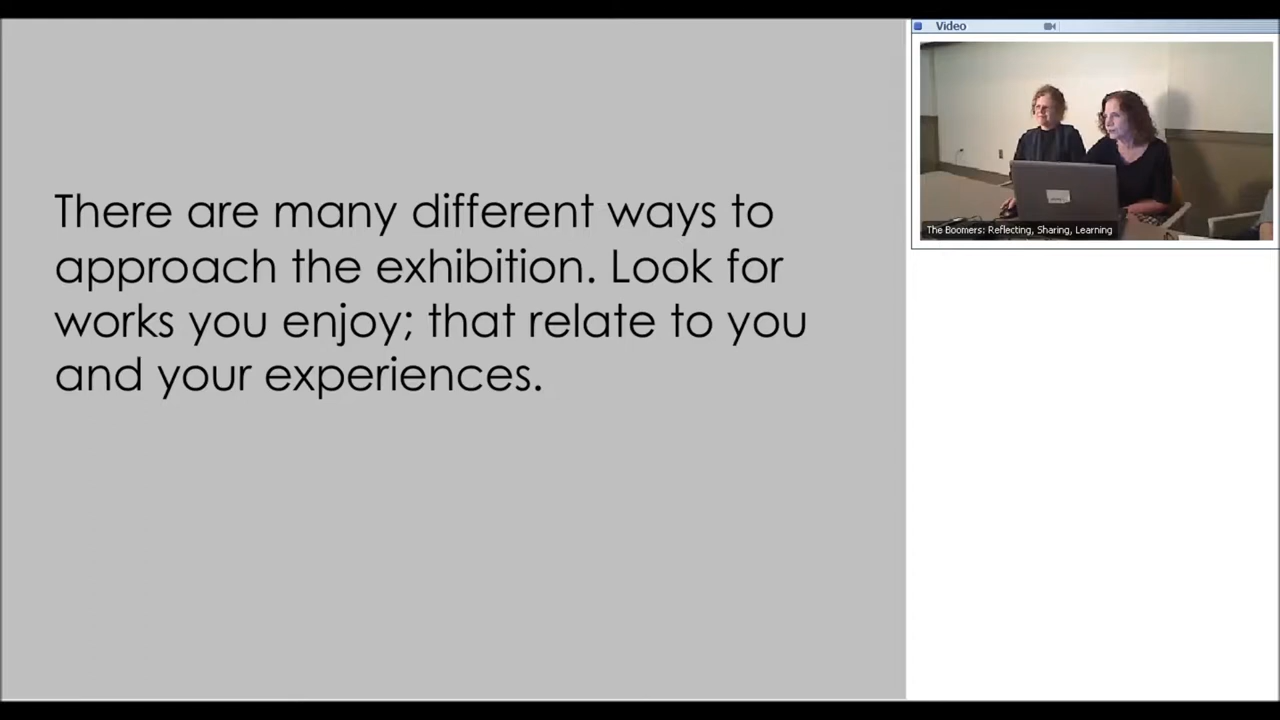 Video
There are many different ways to
approach the exhibition. Look for
works you enjoy; that relate to you
and your experiences.
The Boomers: Reflecting, Sharing, Learning